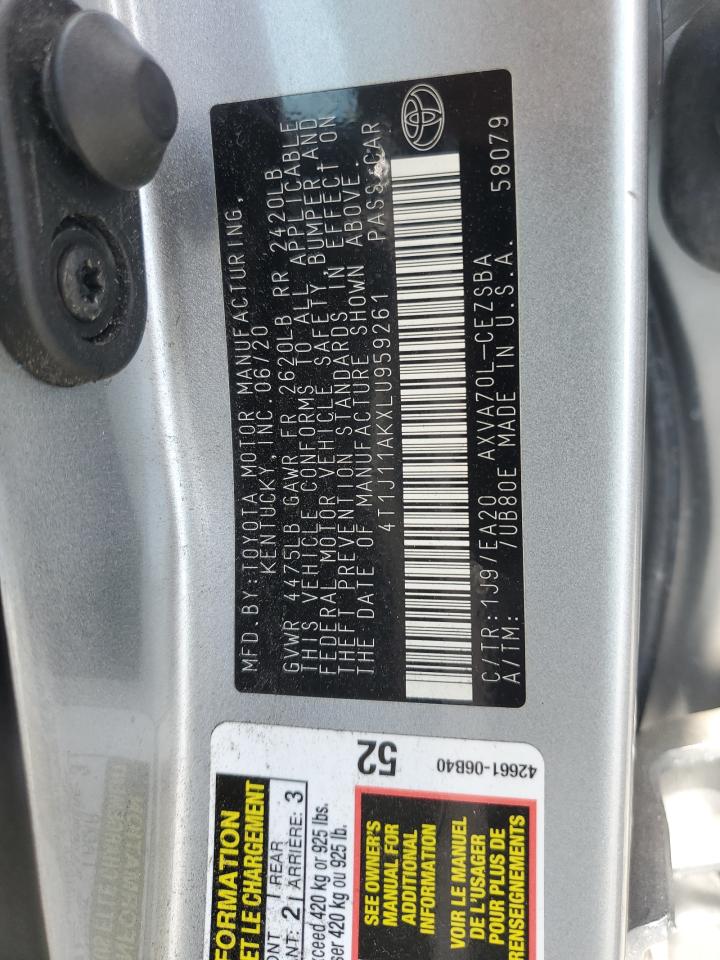 MFD. BY: TOYOTA MOTOR MANUFACTURING,
KENTUCKY, INC. 06/20
GVWR 4475LB GAWR FR 2620LB RR 2420LB
THIS VEHICLE CONFORMS TO ALL APPLICABLE
FEDERAL MOTOR VEHICLE SAFETY, BUMPER, AND
THEFT PREVENTION STANDARDS IN EFFECT ON
THE DATE OF MANUFACTURE SHOWN ABOVE.
4T1J11AKXLU959261 PASS. CAR
C/TR: 1J9/EA20 AXVA70L-CEZSBA
A/TM: /UB80E MADE IN U.S.A. 58079
52
42661-06B40
FORMATION
ET LE CHARGEMENT
ONT 2 / REAR 3
NT: ARRIÈRE:
xceed 420 kg or 925 lbs.
ser 420 kg ou 925 lb.
SEE OWNER'S
MANUAL FOR
ADDITIONAL
INFORMATION
VOIR LE MANUEL
DE L'USAGER
POUR PLUS DE
RENSEIGNEMENTS